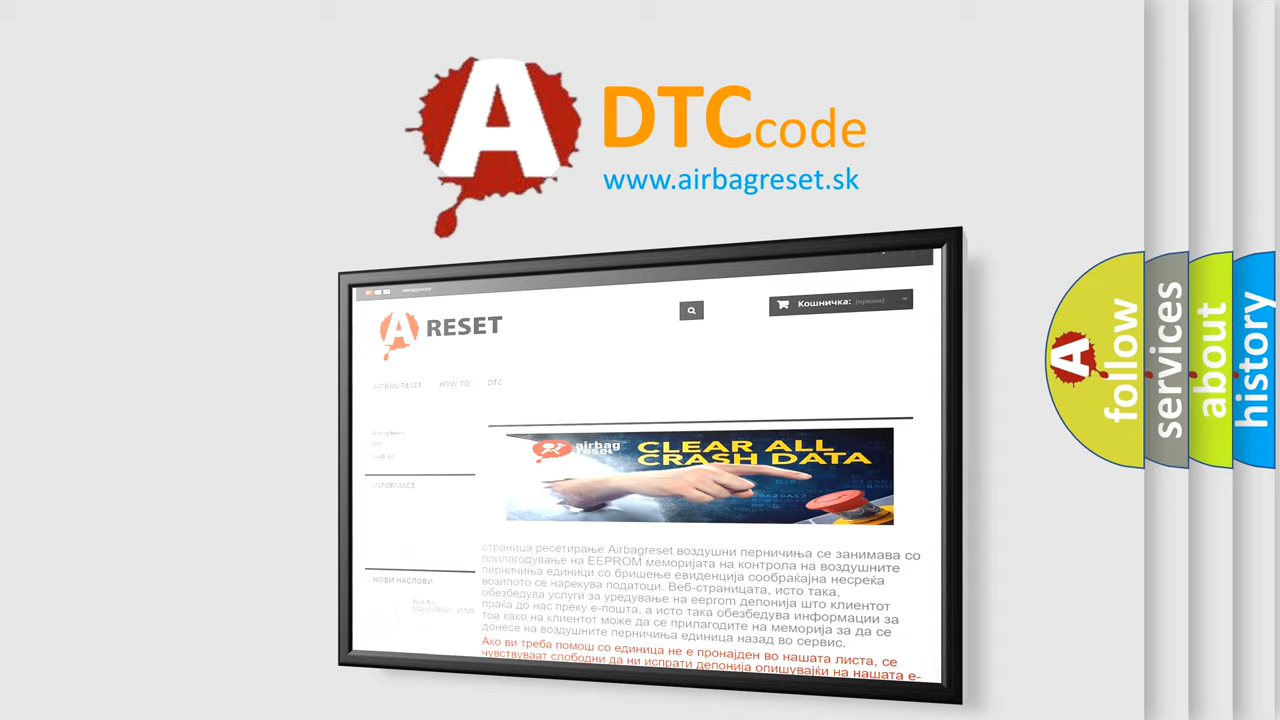 A
DTCcode
www.airbagreset.sk
A RESET
Кошничка: (празна)
AIRBAG RESET
HOW TO
DTC
airbag reset
CLEAR ALL
CRASH DATA
INFORMACE
страница ресетирање Airbagreset воздушни перничиња се занимава со
прилагодување на EEPROM меморијата на контрола на воздушните
перничиња единици со бришење евиденција сообраќајна несреќа
возилото се нарекува податоци. Веб-страницата, исто така,
обезбедува услуги за уредување на eeprom депонија што клиентот
праќа до нас преку е-пошта, а исто така обезбедува информации за
тоа како на клиентот може да се прилагодите на меморија за да се
донесе на воздушните перничиња единица назад во сервис.
Ако ви треба помош со единица не е пронајден во нашата листа, се
чувствуваат слободни да ни испрати депонија опишувајќи на нашата е-
НОВИ НАСЛОВИ
A
follow
services
about
history